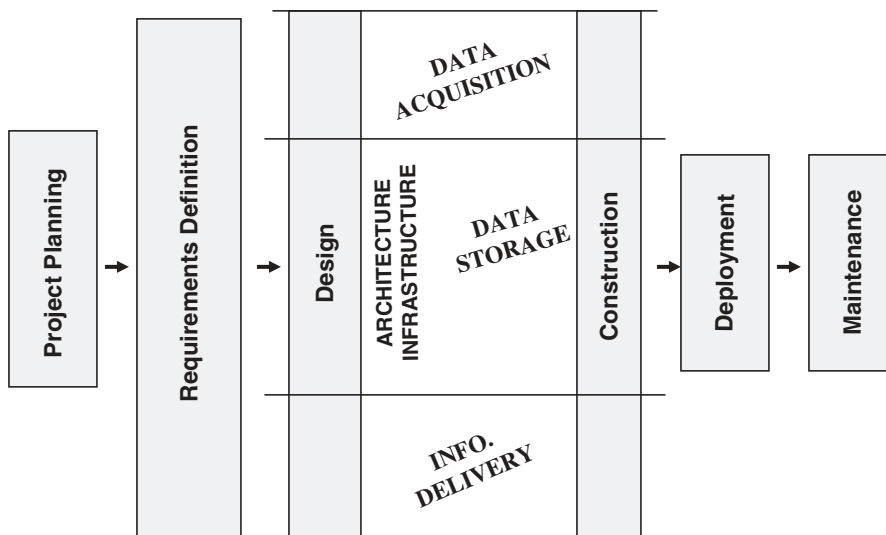 Project Planning
Requirements Definition
Design
DATA
ACQUISITION
ARCHITECTURE
INFRASTRUCTURE
DATA
STORAGE
INFO.
DELIVERY
Construction
Deployment
Maintenance